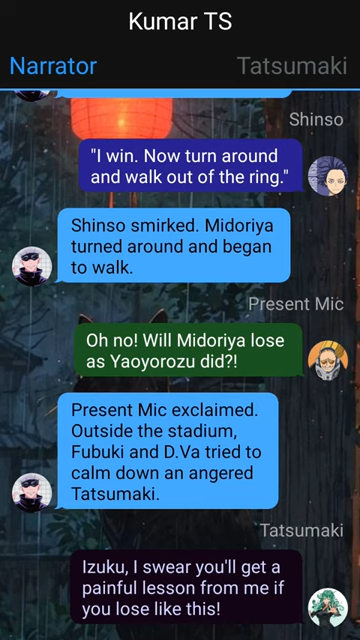 Kumar TS
Narrator
Tatsumaki
Shinso
"I win. Now turn around
and walk out of the ring."
Shinso smirked. Midoriya
turned around and began
to walk.
Present Mic
Oh no! Will Midoriya lose
as Yaoyorozu did?!
Present Mic exclaimed.
Outside the stadium,
Fubuki and D.Va tried to
calm down an angered
Tatsumaki.
Tatsumaki
Izuku, I swear you'll get a
painful lesson from me if
you lose like this!